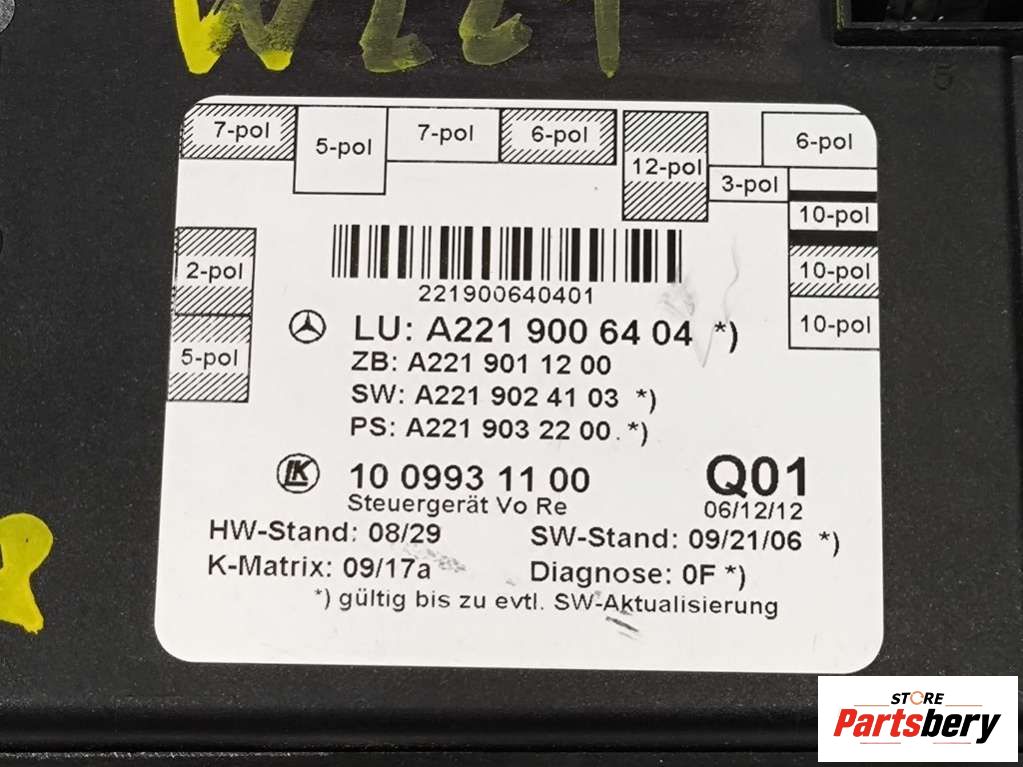 W221
7-pol
5-pol
7-pol
6-pol
12-pol
3-pol
6-pol
10-pol
10-pol
10-pol
2-pol
5-pol
221900640401
LU: A221 900 64 04 *)
ZB: A221 901 12 00
SW: A221 902 41 03 *)
PS: A221 903 22 00 *)
LK 10 0993 11 00
Q01
Steuergerät Vo Re
06/12/12
HW-Stand: 08/29
SW-Stand: 09/21/06 *)
K-Matrix: 09/17a
Diagnose: 0F *)
*) gültig bis zu evtl. SW-Aktualisierung
R
STORE
Partsbery